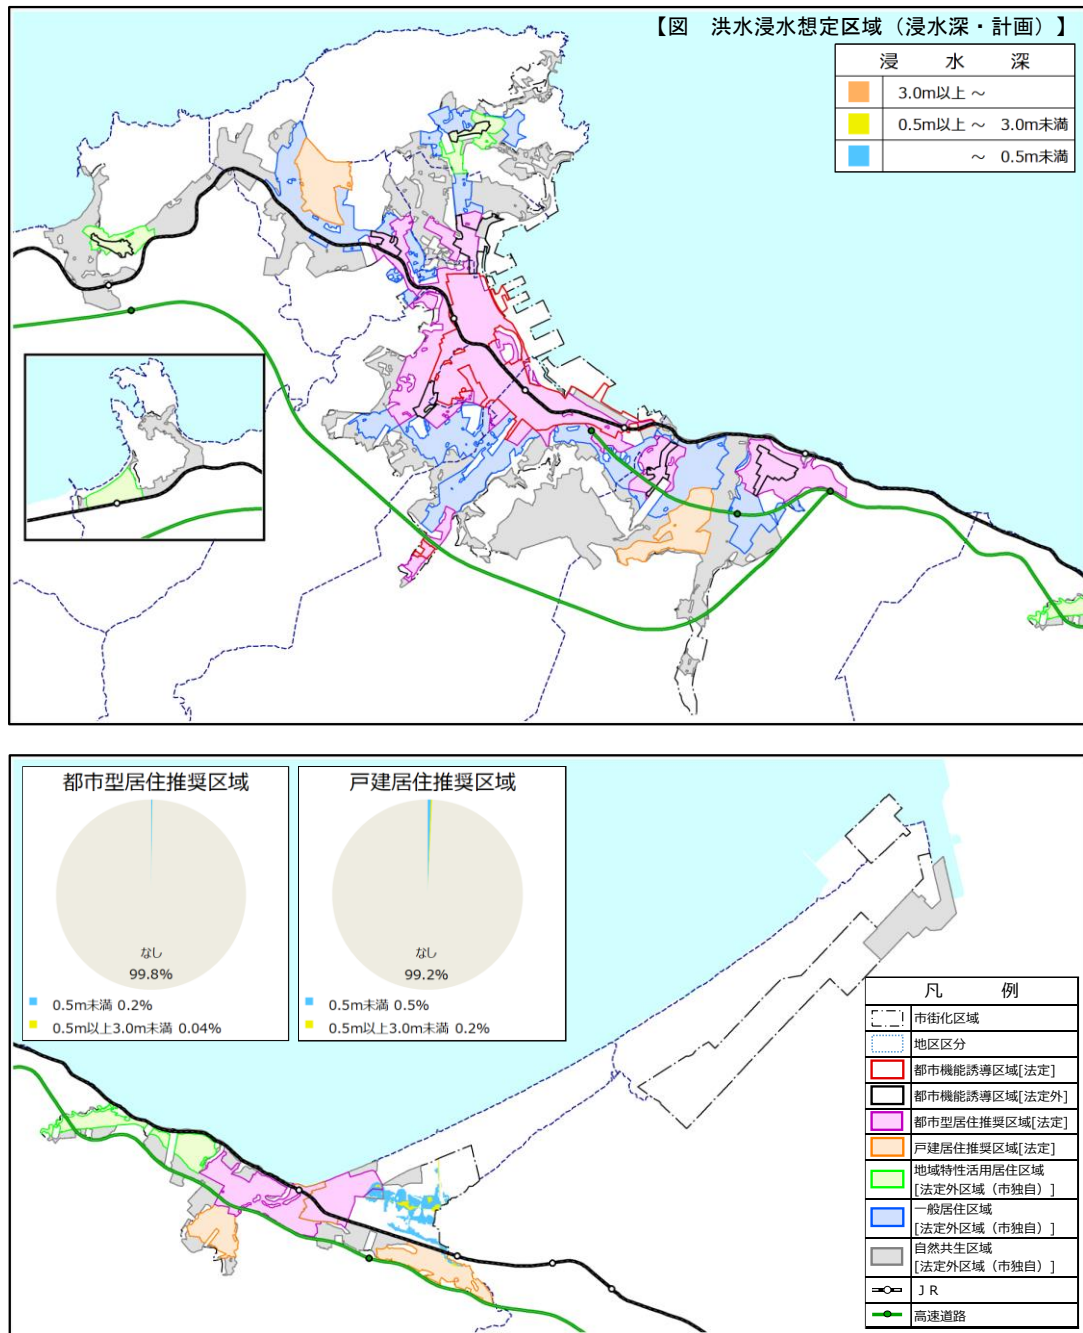 【図　洪水浸水想定区域（浸水深・計画）】
浸　水　深
3.0m以上 ～
0.5m以上 ～　3.0m未満
～　0.5m未満
都市型居住推奨区域
なし
99.8%
0.5m未満 0.2%
0.5m以上3.0m未満 0.04%
戸建居住推奨区域
なし
99.2%
0.5m未満 0.5%
0.5m以上3.0m未満 0.2%
凡　例
市街化区域
地区区分
都市機能誘導区域[法定]
都市機能誘導区域[法定外]
都市型居住推奨区域[法定]
戸建居住推奨区域[法定]
地域特性活用居住区域
[法定外区域（市独自）]
一般居住区域
[法定外区域（市独自）]
自然共生区域
[法定外区域（市独自）]
ＪＲ
高速道路